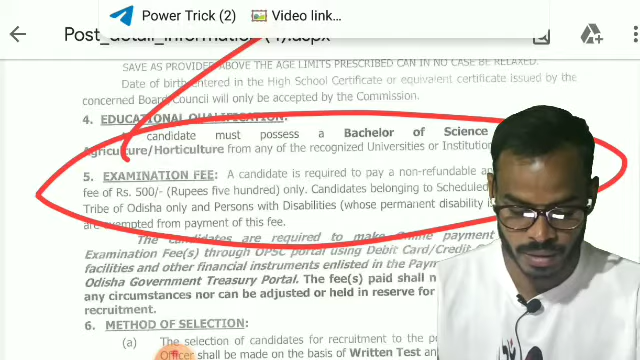 Power Trick (2)
Video link…
Post_detail_information (4).aspx
SAVE AS PROVIDED ABOVE THE AGE LIMITS PRESCRIBED CAN IN NO CASE BE RELAXED.
Date of birth entered in the High School Certificate or equivalent certificate issued by the
concerned Board/Council will only be accepted by the Commission.
4. EDUCATIONAL QUALIFICATION:
candidate must possess a Bachelor of Science
Agriculture/Horticulture from any of the recognized Universities or Institution
5. EXAMINATION FEE: A candidate is required to pay a non-refundable
fee of Rs. 500/- (Rupees five hundred) only. Candidates belonging to Scheduled
Tribe of Odisha only and Persons with Disabilities (whose permanent disability
are exempted from payment of this fee.
The candidates are required to make online payment
Examination Fee(s) through OPSC portal using Debit Card/Credit
facilities and other financial instruments enlisted in the
Odisha Government Treasury Portal. The fee(s) paid shall
any circumstances nor can be adjusted or held in reserve for
recruitment.
6. METHOD OF SELECTION:
(a) The selection of candidates for recruitment to the
Officer shall be made on the basis of Written Test